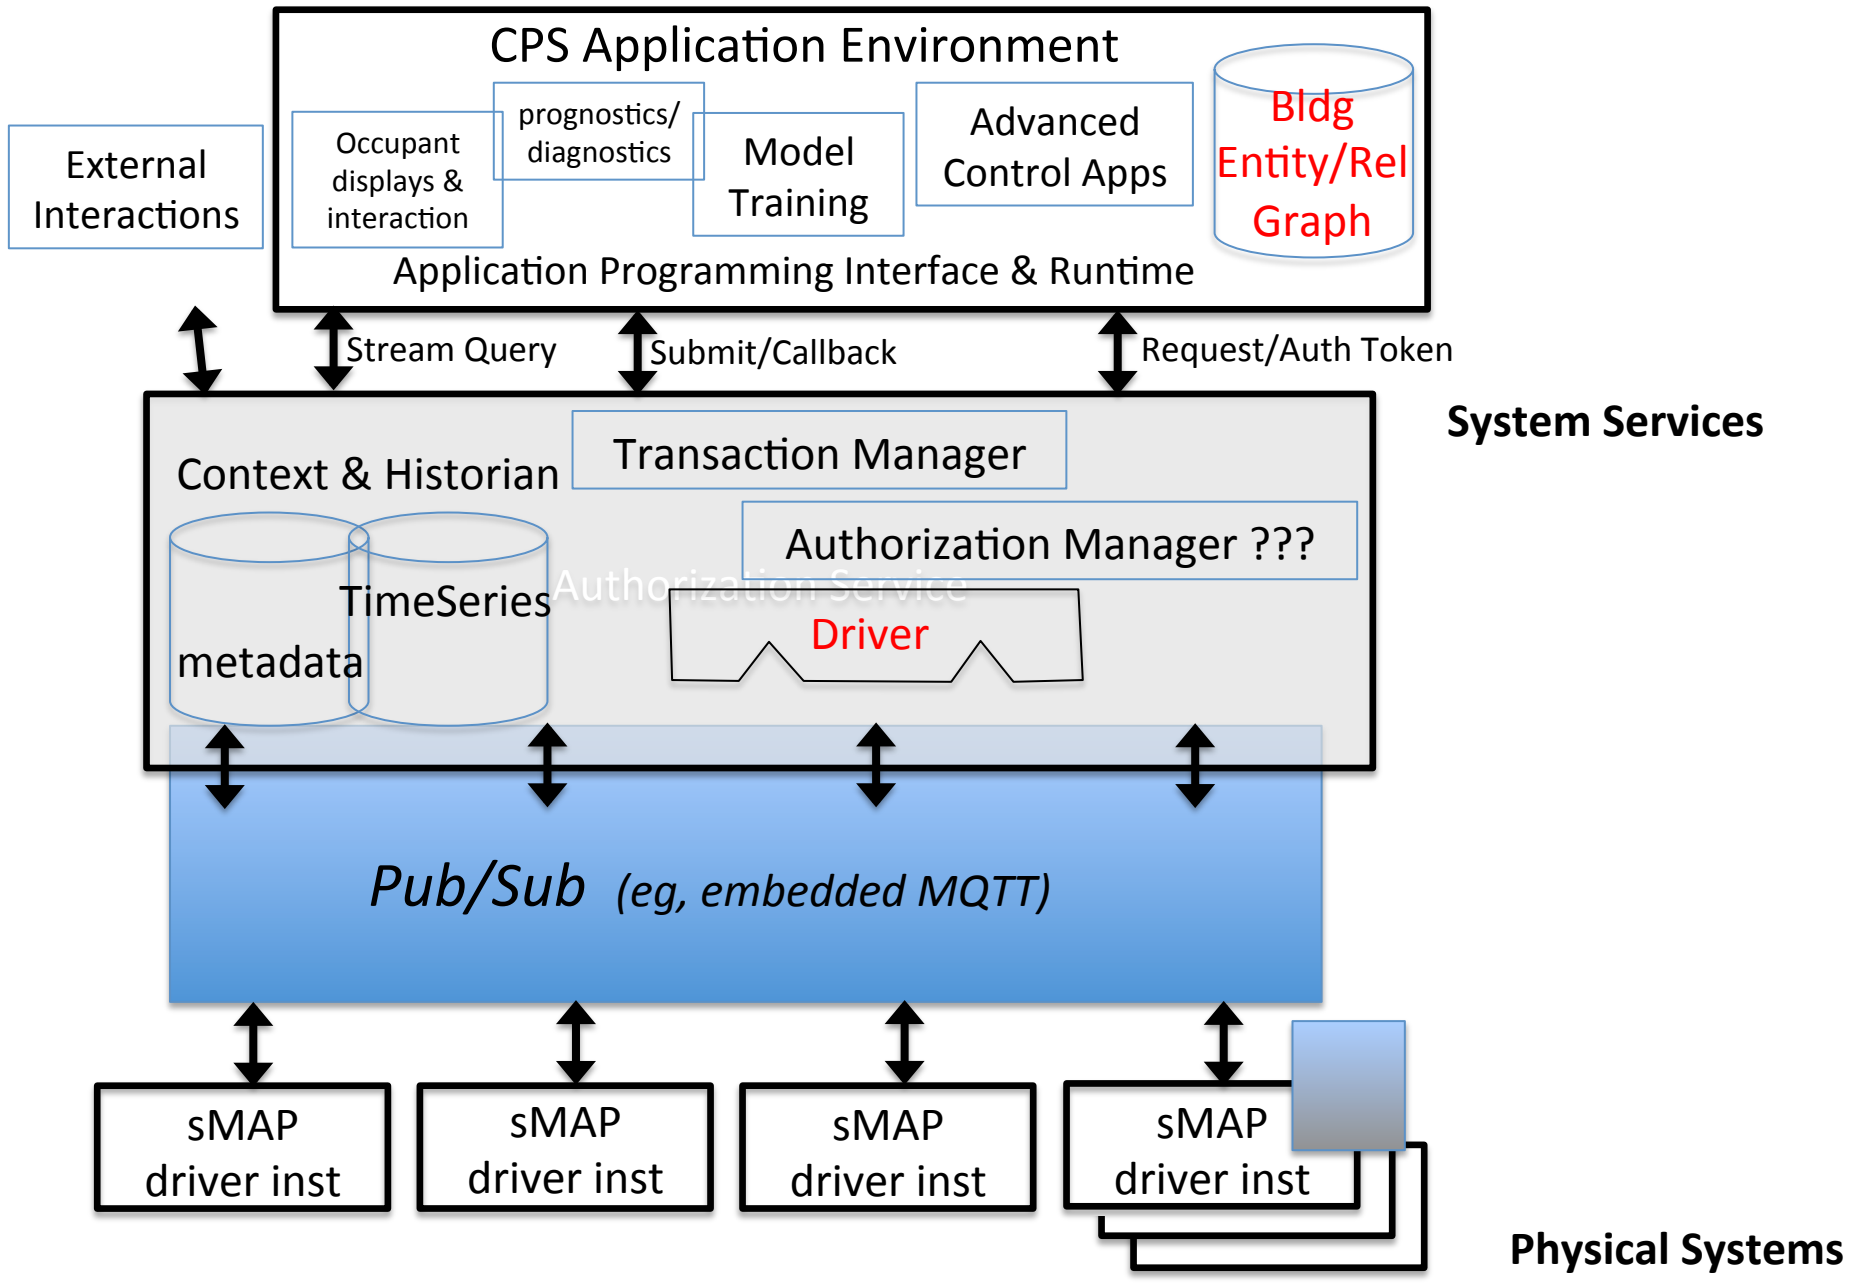 CPS Application Environment
External
Interactions
Occupant
displays &
interaction
prognostics/
diagnostics
Model
Training
Advanced
Control Apps
Bldg
Entity/Rel
Graph
Application Programming Interface & Runtime
Stream Query
Submit/Callback
Request/Auth Token
System Services
Transaction Manager
Context & Historian
Authorization Manager ???
Authorization Service
TimeSeries
metadata
Driver
Pub/Sub (eg, embedded MQTT)
sMAP
driver inst
sMAP
driver inst
sMAP
driver inst
sMAP
driver inst
Physical Systems